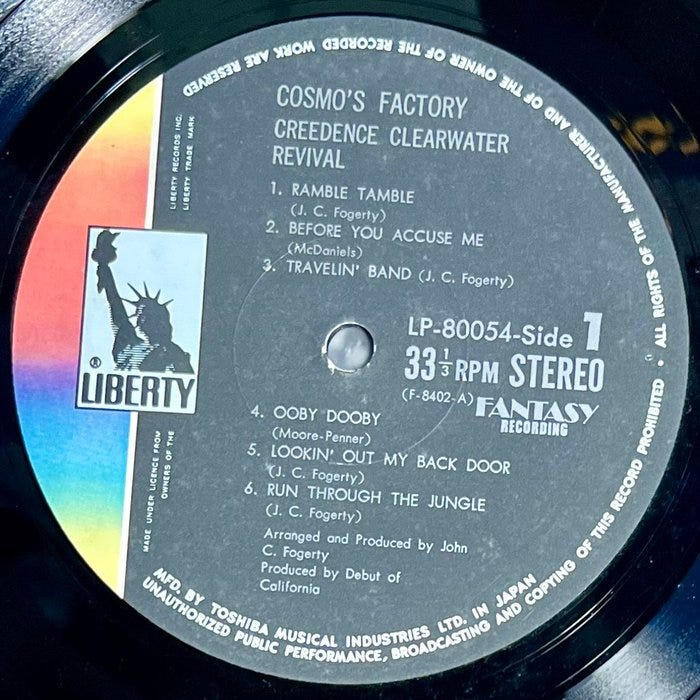 COSMO'S FACTORY
CREEDENCE CLEARWATER
REVIVAL
1. RAMBLE TAMBLE
(J. C. Fogerty)
2. BEFORE YOU ACCUSE ME
(McDaniels)
3. TRAVELIN' BAND (J. C. Fogerty)
LIBERTY RECORDS INC.
LIBERTY TRADE MARK
® LIBERTY
LP-80054-Side 1
33 1/3 RPM STEREO
(F-8402-A) FANTASY
RECORDING
4. OOBY DOOBY
(Moore-Penner)
5. LOOKIN' OUT MY BACK DOOR
(J. C. Fogerty)
6. RUN THROUGH THE JUNGLE
(J. C. Fogerty)
Arranged and Produced by John
C. Fogerty
Produced by Debut of
California
MADE UNDER LICENCE FROM
OWNERS OF THE
MFD. BY TOSHIBA MUSICAL INDUSTRIES LTD. IN JAPAN
ALL RIGHTS OF THE MANUFACTURER AND OF THE OWNER OF THE RECORDED WORK ARE RESERVED
UNAUTHORIZED PUBLIC PERFORMANCE, BROADCASTING AND COPYING OF THIS RECORD PROHIBITED •